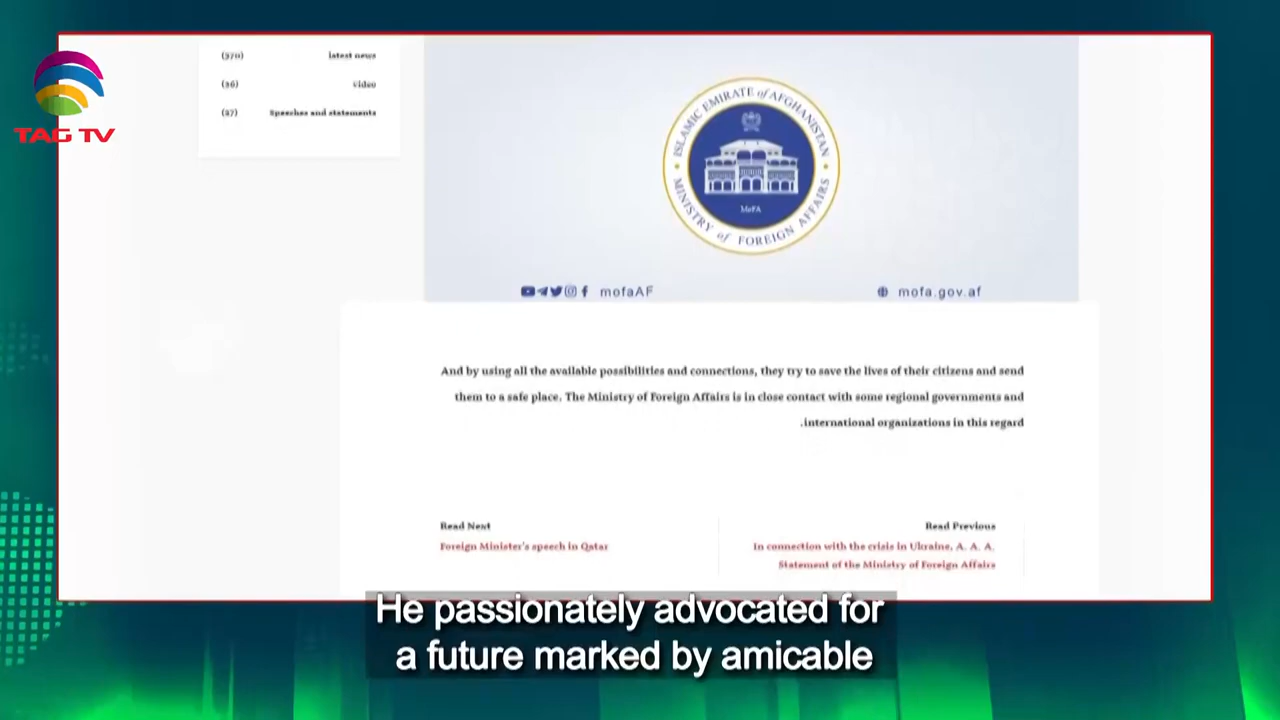 TAG TV
(370) latest news
(26) video
(27) Speeches and statements
ISLAMIC EMIRATE of AFGHANISTAN
MoFA
MINISTRY of FOREIGN AFFAIRS
mofaAF
mofa.gov.af
And by using all the available possibilities and connections, they try to save the lives of their citizens and send
them to a safe place. The Ministry of Foreign Affairs is in close contact with some regional governments and
.international organizations in this regard
Read Next
Foreign Minister's speech in Qatar
Read Previous
In connection with the crisis in Ukraine, A. A. A.
Statement of the Ministry of Foreign Affairs
He passionately advocated for
a future marked by amicable